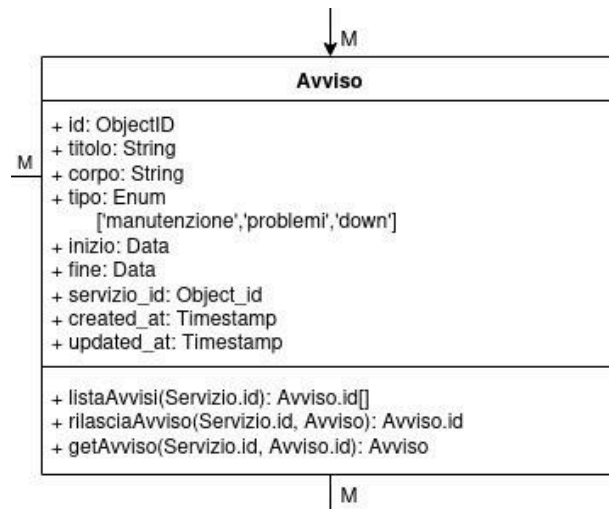 M
Avviso
+ id: ObjectID
+ titolo: String
M
+ corpo: String
+ tipo: Enum
['manutenzione','problemi','down']
+ inizio: Data
+ fine: Data
+ servizio_id: Object_id
+ created_at: Timestamp
+ updated_at: Timestamp
+ listaAvvisi(Servizio.id): Avviso.id[]
+ rilasciaAvviso(Servizio.id, Avviso): Avviso.id
+ getAvviso(Servizio.id, Avviso.id): Avviso
M